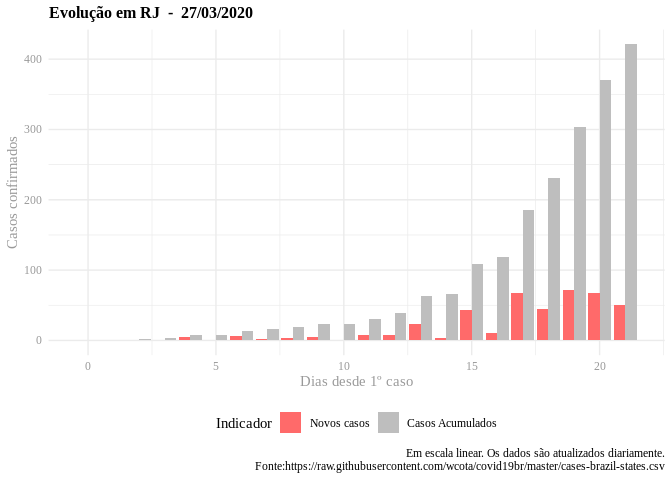 Evolução em RJ - 27/03/2020
Casos confirmados
400
300
200
100
0
0 5 10 15 20
Dias desde 1º caso
Indicador Novos casos Casos Acumulados
Em escala linear. Os dados são atualizados diariamente.
Fonte:https://raw.githubusercontent.com/wcota/covid19br/master/cases-brazil-states.csv